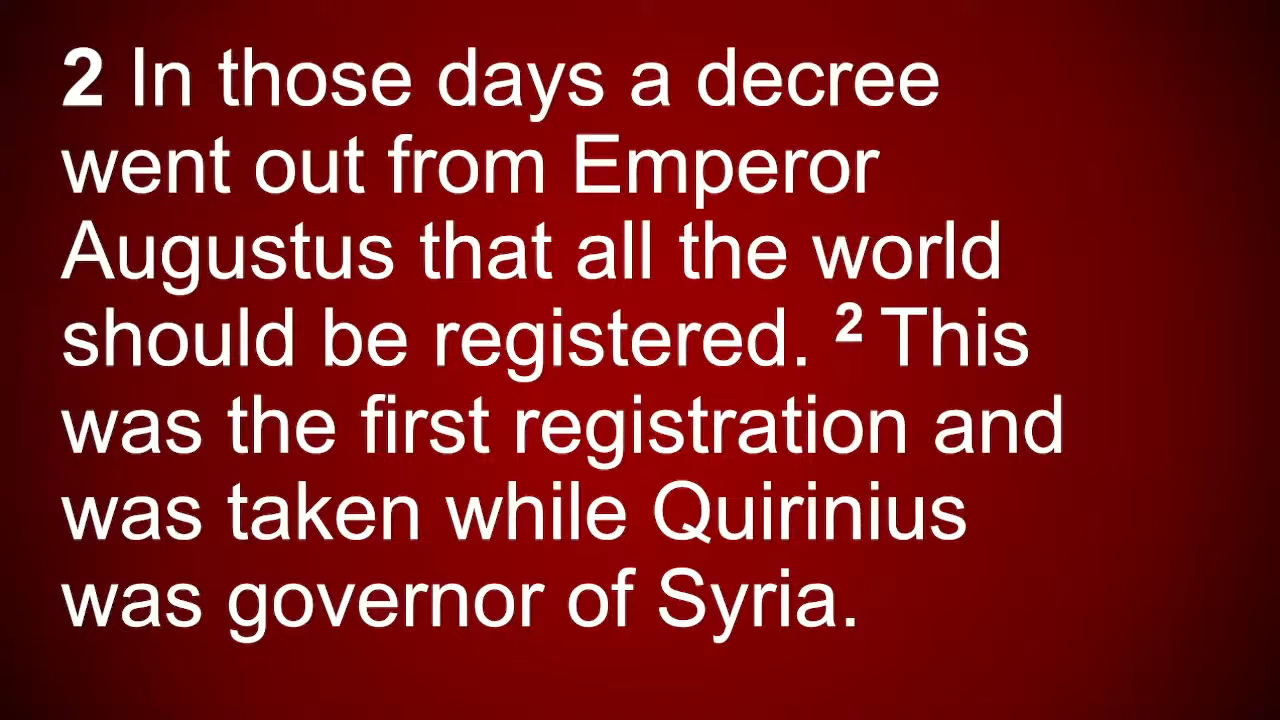 2 In those days a decree
went out from Emperor
Augustus that all the world
should be registered. 2 This
was the first registration and
was taken while Quirinius
was governor of Syria.